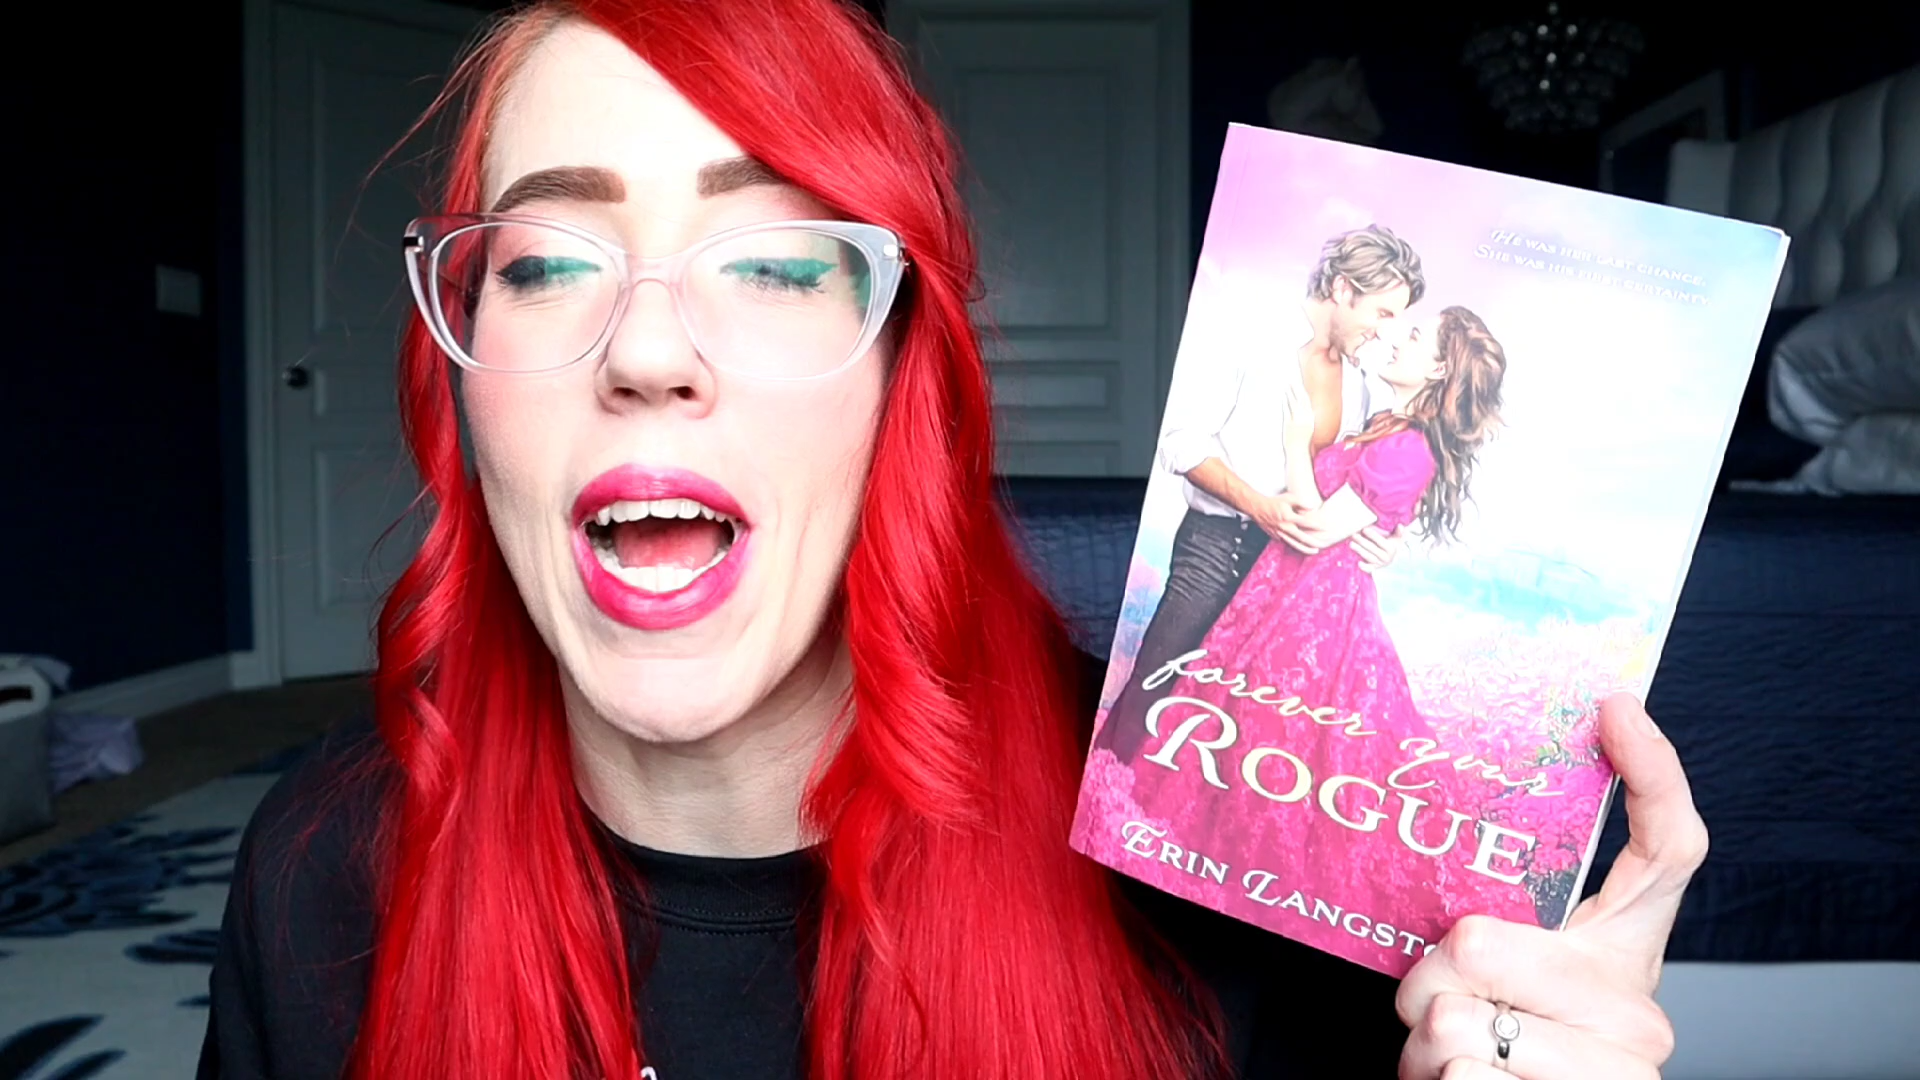 He was her last chance.
She was his first certainty.
forever your
Rogue
Erin Langst